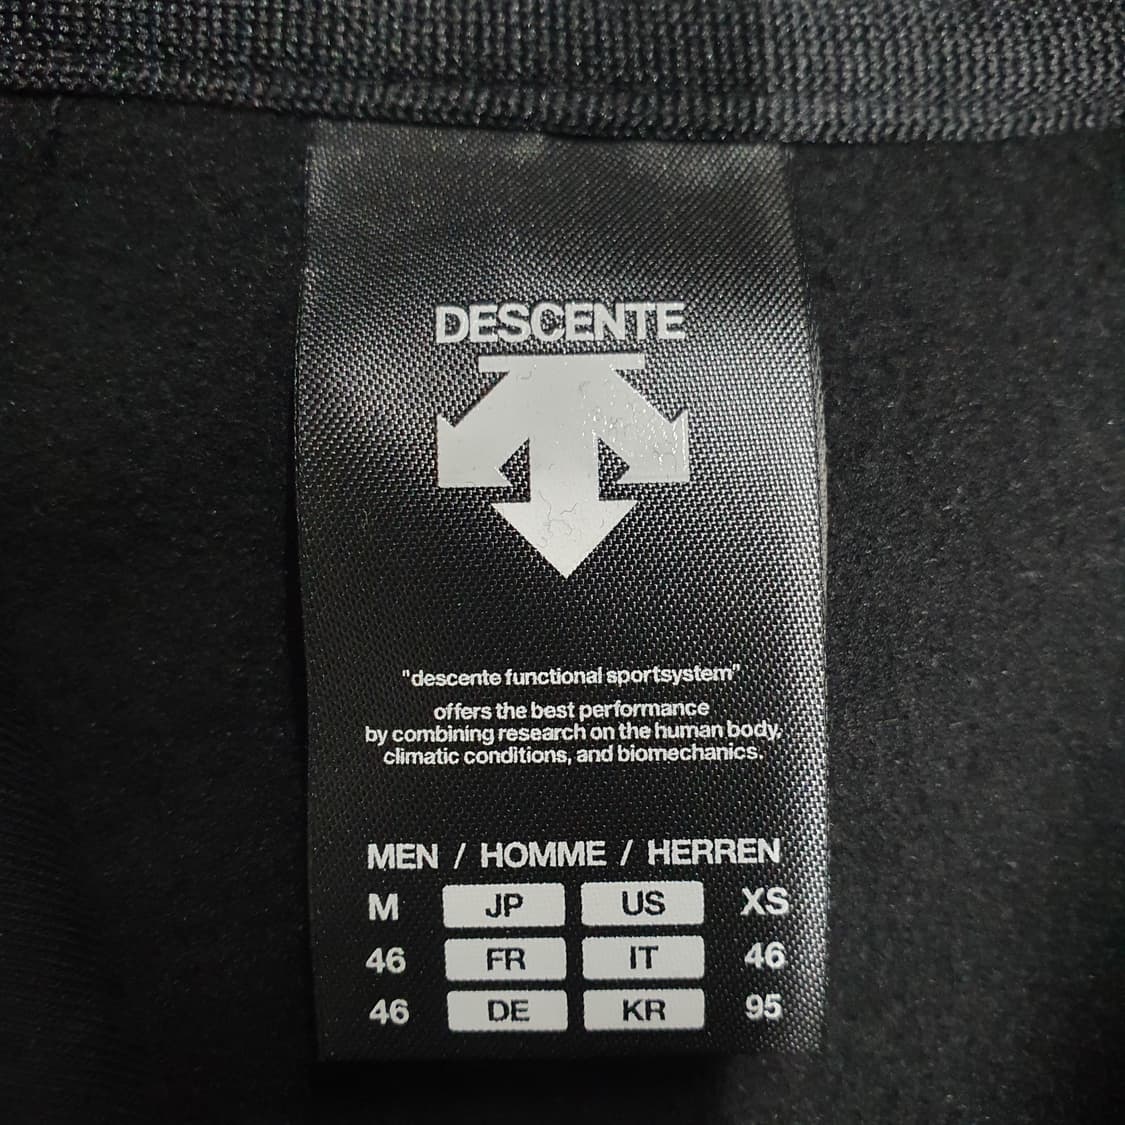 DESCENTE
"descente functional sportsystem"
offers the best performance
by combining research on the human body,
climatic conditions, and biomechanics.
MEN / HOMME / HERREN
M JP US XS
46 FR IT 46
46 DE KR 95